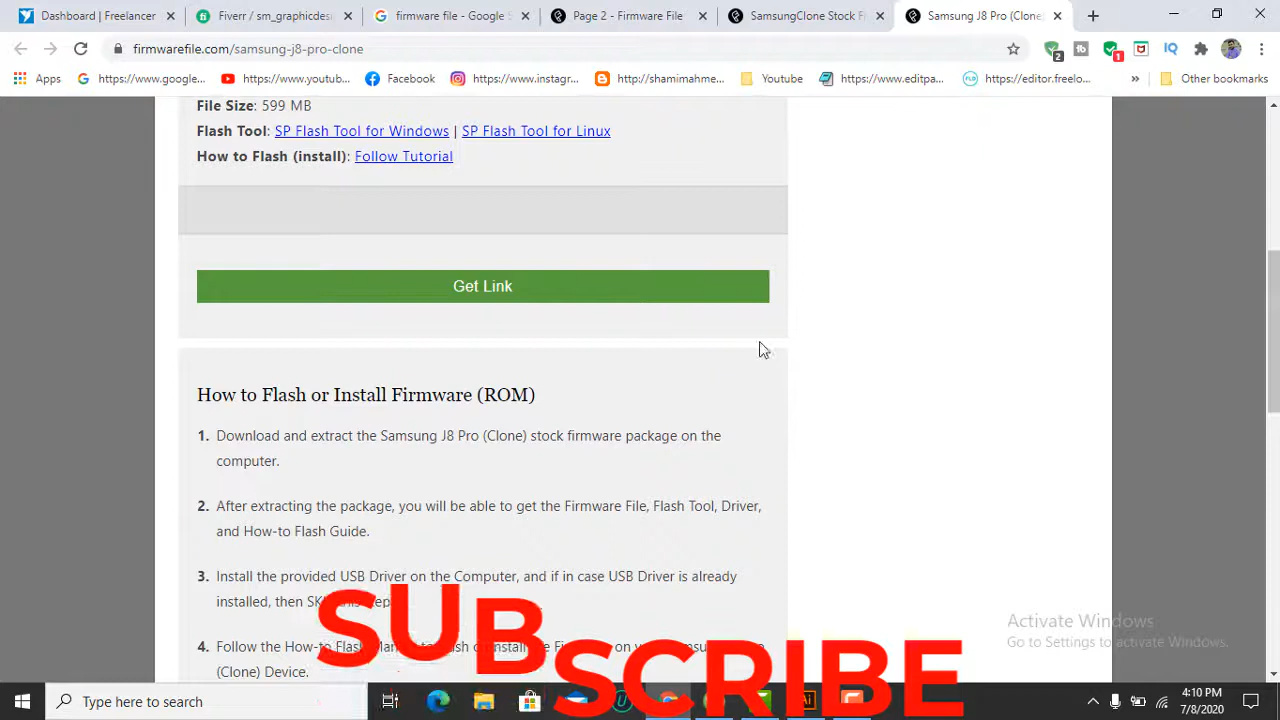 Dashboard | Freelancer
Fiverr / sm_graphicdes
firmware file - Google S
Page 2 - Firmware File
SamsungClone Stock F
Samsung J8 Pro (Clone
firmwarefile.com/samsung-j8-pro-clone
2
1
IQ
Apps
https://www.google...
https://www.youtub...
Facebook
https://www.instagr...
http://shamimahme...
Youtube
https://www.editpa...
https://editor.freelo...
»
Other bookmarks
File Size: 599 MB
Flash Tool: SP Flash Tool for Windows | SP Flash Tool for Linux
How to Flash (install): Follow Tutorial
Get Link
How to Flash or Install Firmware (ROM)
1. Download and extract the Samsung J8 Pro (Clone) stock firmware package on the
computer.
2. After extracting the package, you will be able to get the Firmware File, Flash Tool, Driver,
and How-to Flash Guide.
3. Install the provided USB Driver on the Computer, and if in case USB Driver is already
installed, then
4. Follow the How-to Flash
(Clone) Device.
SUBSCRIBE
Activate Windows
Go to Settings to activate Windows.
Type here to search
Ai
4:10 PM
7/8/2020